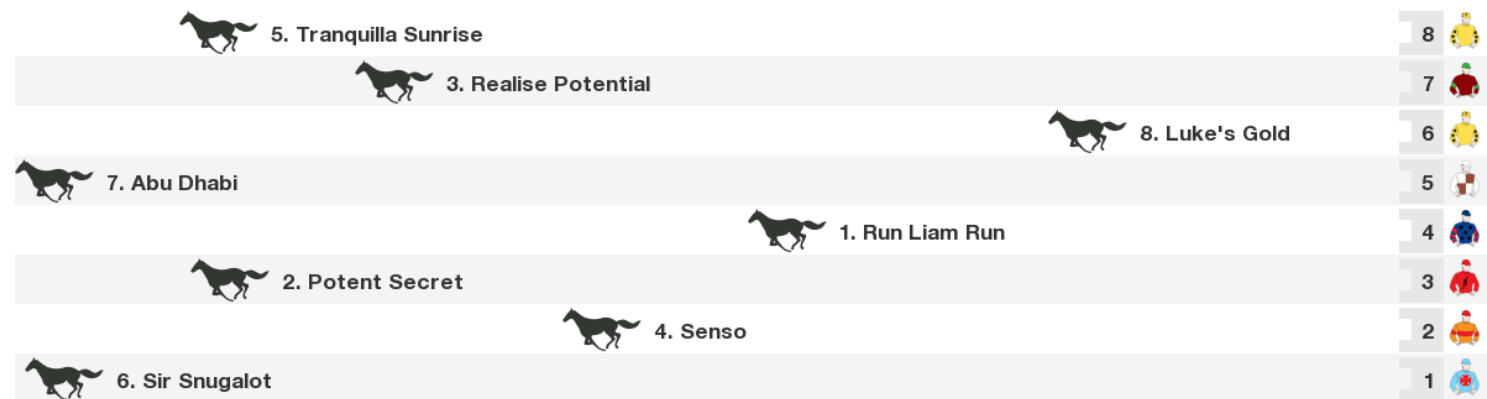 5. Tranquilla Sunrise 8
3. Realise Potential 7
8. Luke's Gold 6
7. Abu Dhabi 5
1. Run Liam Run 4
2. Potent Secret 3
4. Senso 2
6. Sir Snugalot 1